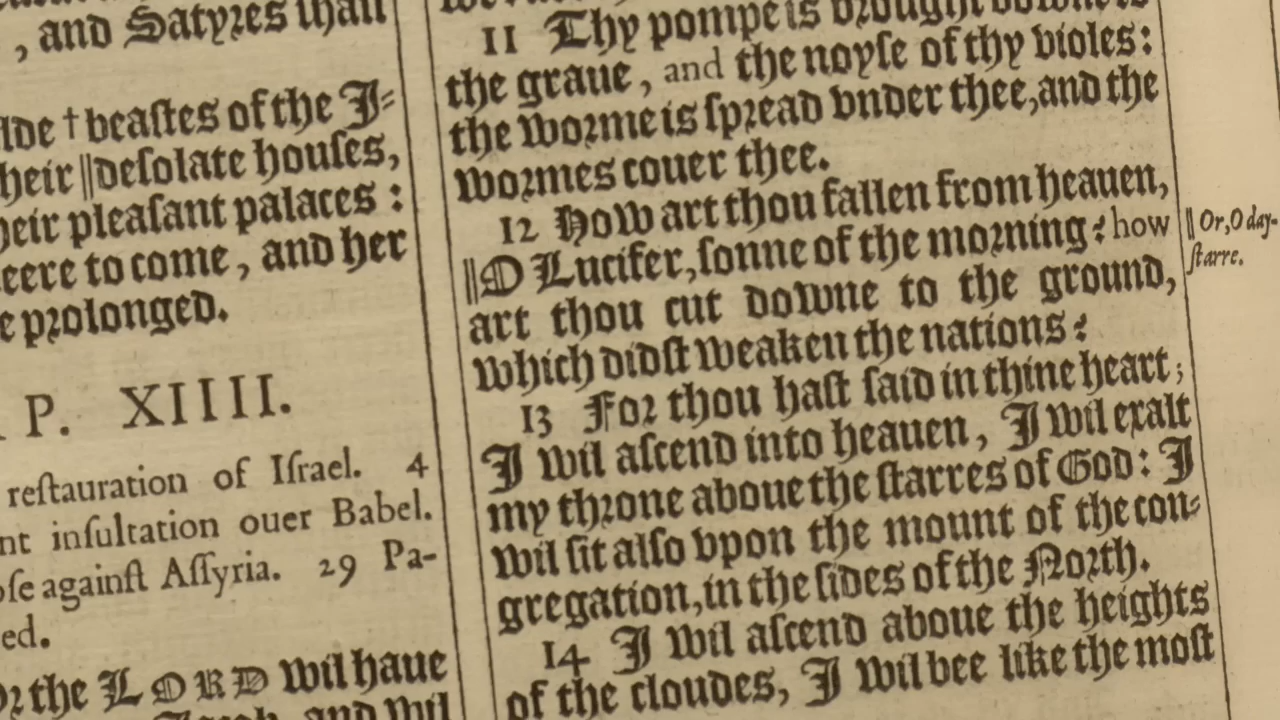 , and Satyres shall
lde † beaſtes of the I-
heir ‖ deſolate houſes,
heir pleaſant palaces :
eere to come, and her
e prolonged.
P. XIIII.
reſtauration of Iſrael. 4
nt inſultation ouer Babel.
oſe againſt Aſſyria. 29 Pa-
ed.
or the LORD wil haue
and wil
11 Thy pompe is brought downe to
the graue, and the noyſe of thy violes:
the worme is ſpread vnder thee, and the
wormes couer thee.
12 How art thou fallen from heauen,
‖ O Lucifer, ſonne of the morning? how
art thou cut downe to the ground,
which didſt weaken the nations?
13 For thou haſt ſaid in thine heart;
I wil aſcend into heauen, I wil exalt
my throne aboue the ſtarres of God: I
wil ſit alſo vpon the mount of the con-
gregation, in the ſides of the North.
14 I wil aſcend aboue the heights
of the cloudes, I wil bee like the moſt
‖ Or, O day-
ſtarre.